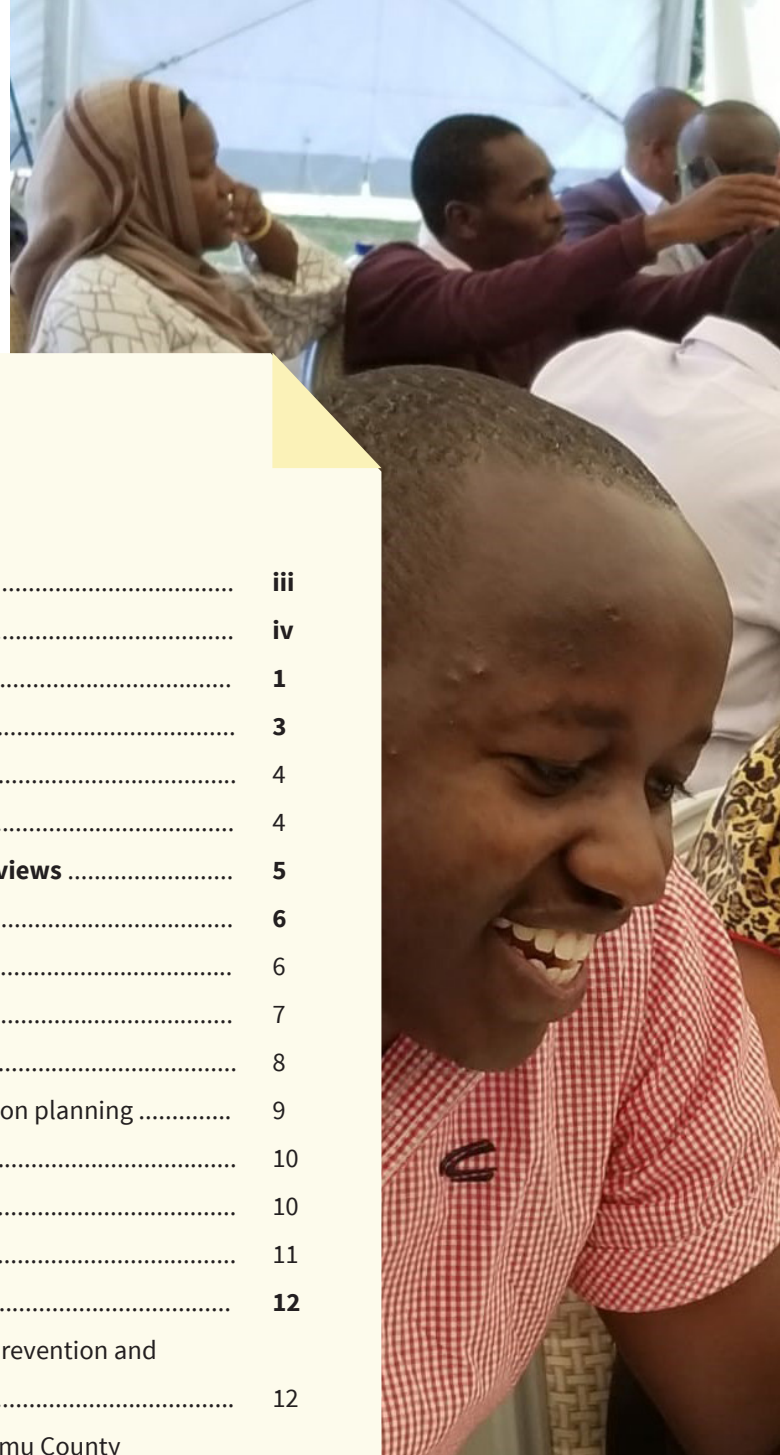 .................................... iii
.................................... iv
.................................... 1
.................................... 3
.................................... 4
.................................... 4
views ......................... 5
.................................... 6
.................................... 6
.................................... 7
.................................... 8
on planning .............. 9
.................................... 10
.................................... 10
.................................... 11
.................................... 12
revention and
.................................... 12
mu County